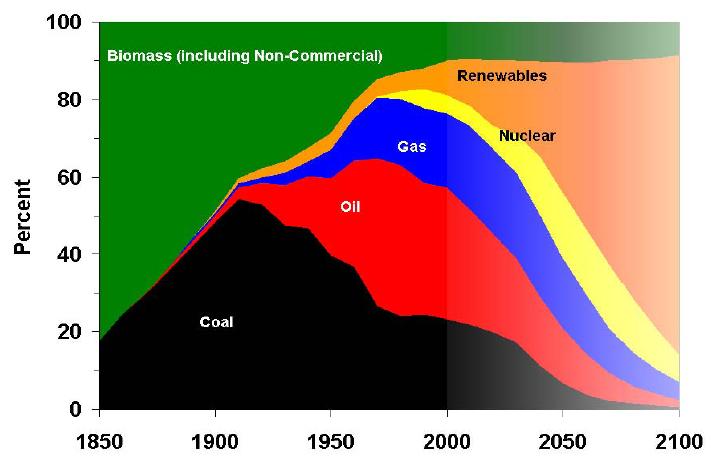 100
80
60
40
20
0
Percent
Biomass (including Non-Commercial)
Renewables
Nuclear
Gas
Oil
Coal
1850 1900 1950 2000 2050 2100